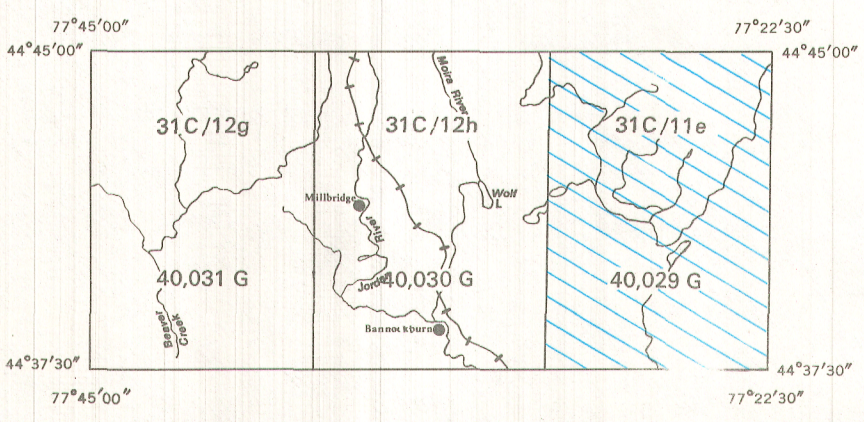 77°45'00"
77°22'30"
44°45'00"
44°45'00"
31C/12g
31C/12h
31C/11e
Moira River
Wolf
L
Millbridge
River
Jordan
40,031 G
40,030 G
40,029 G
Beaver
Creek
Bannockburn
44°37'30"
44°37'30"
77°45'00"
77°22'30"